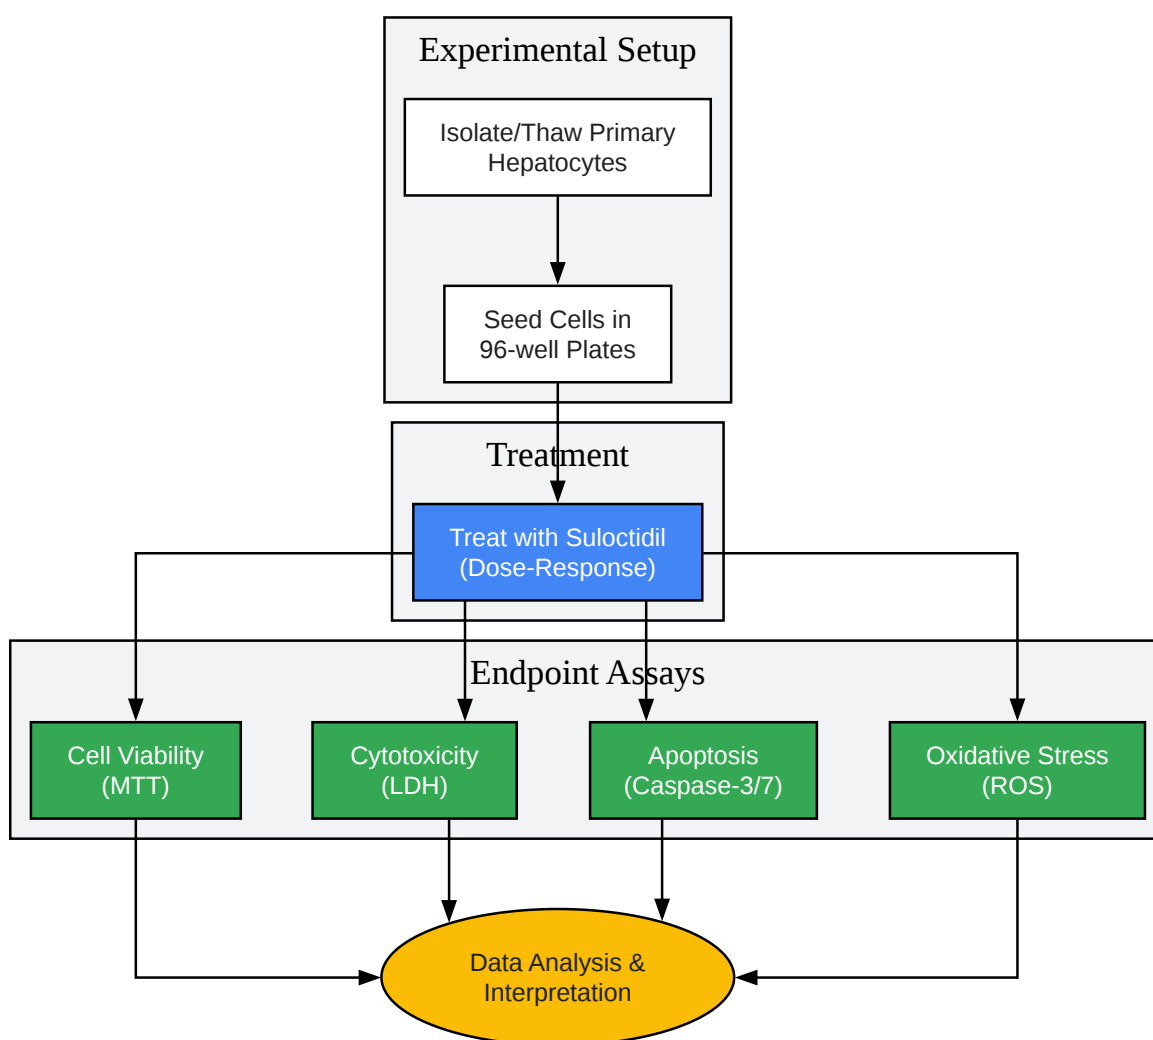 Experimental Setup
Isolate/Thaw Primary
Hepatocytes
Seed Cells in
96-well Plates
Treatment
Treat with Suloctidil
(Dose-Response)
Endpoint Assays
Cell Viability
(MTT)
Cytotoxicity
(LDH)
Apoptosis
(Caspase-3/7)
Oxidative Stress
(ROS)
Data Analysis &
Interpretation